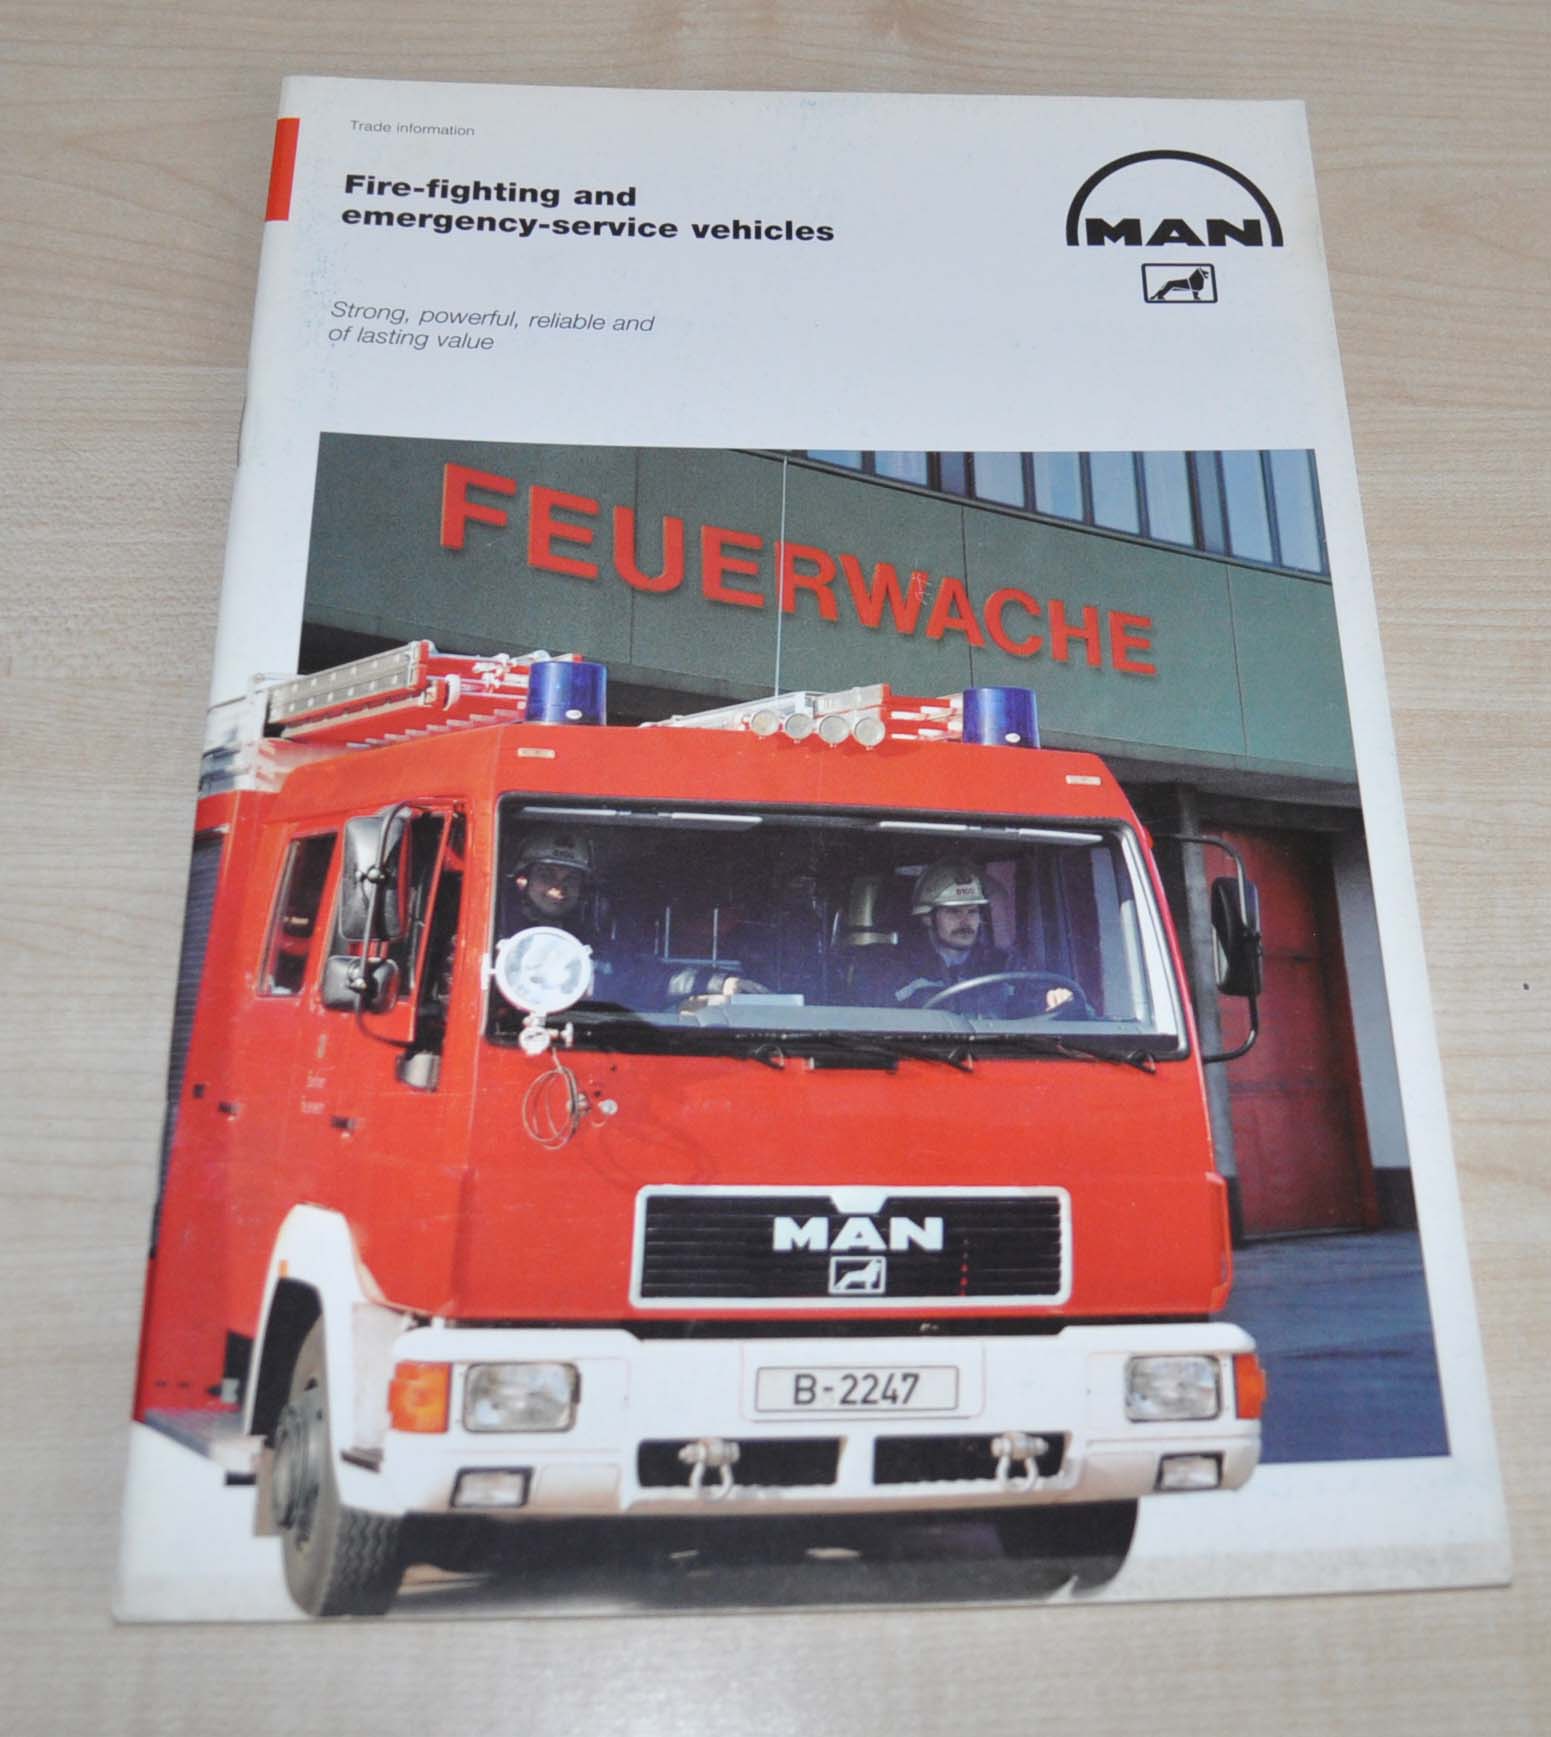 Trade information
Fire-fighting and
emergency-service vehicles
MAN
Strong, powerful, reliable and
of lasting value
FEUERWACHE
MAN
B-2247